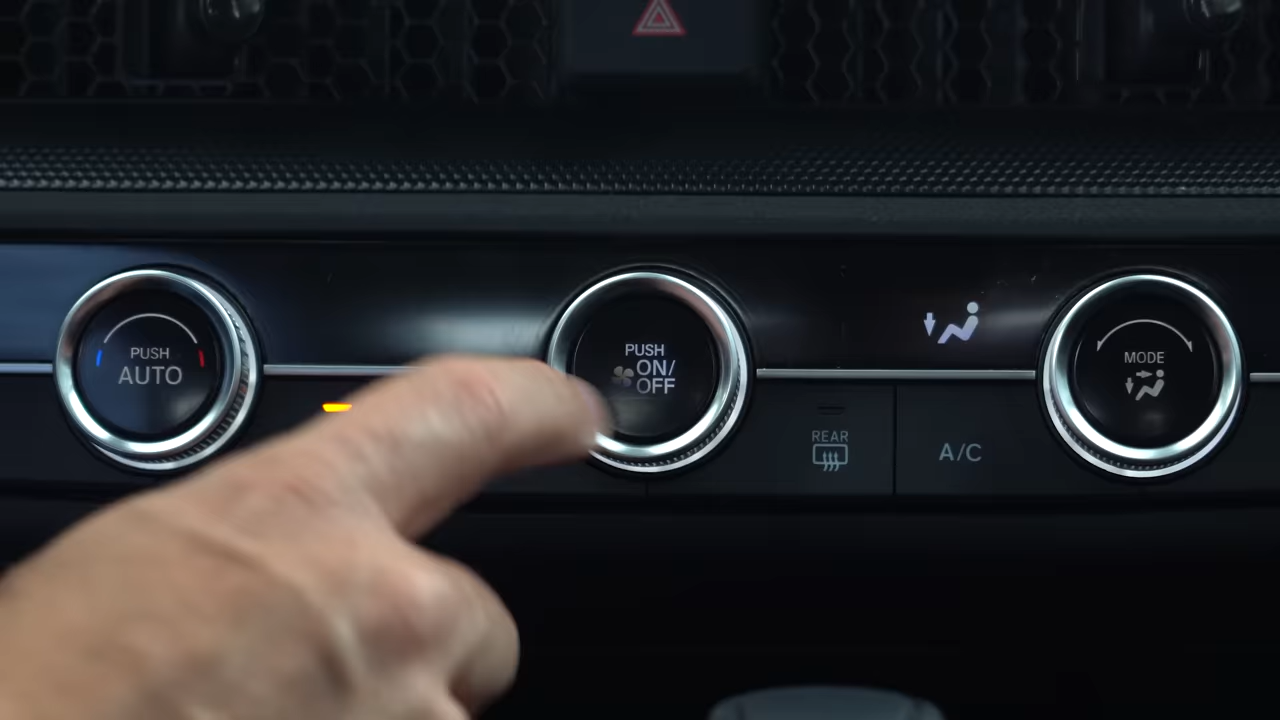 PUSH
AUTO
PUSH
ON/
OFF
MODE
REAR
A/C